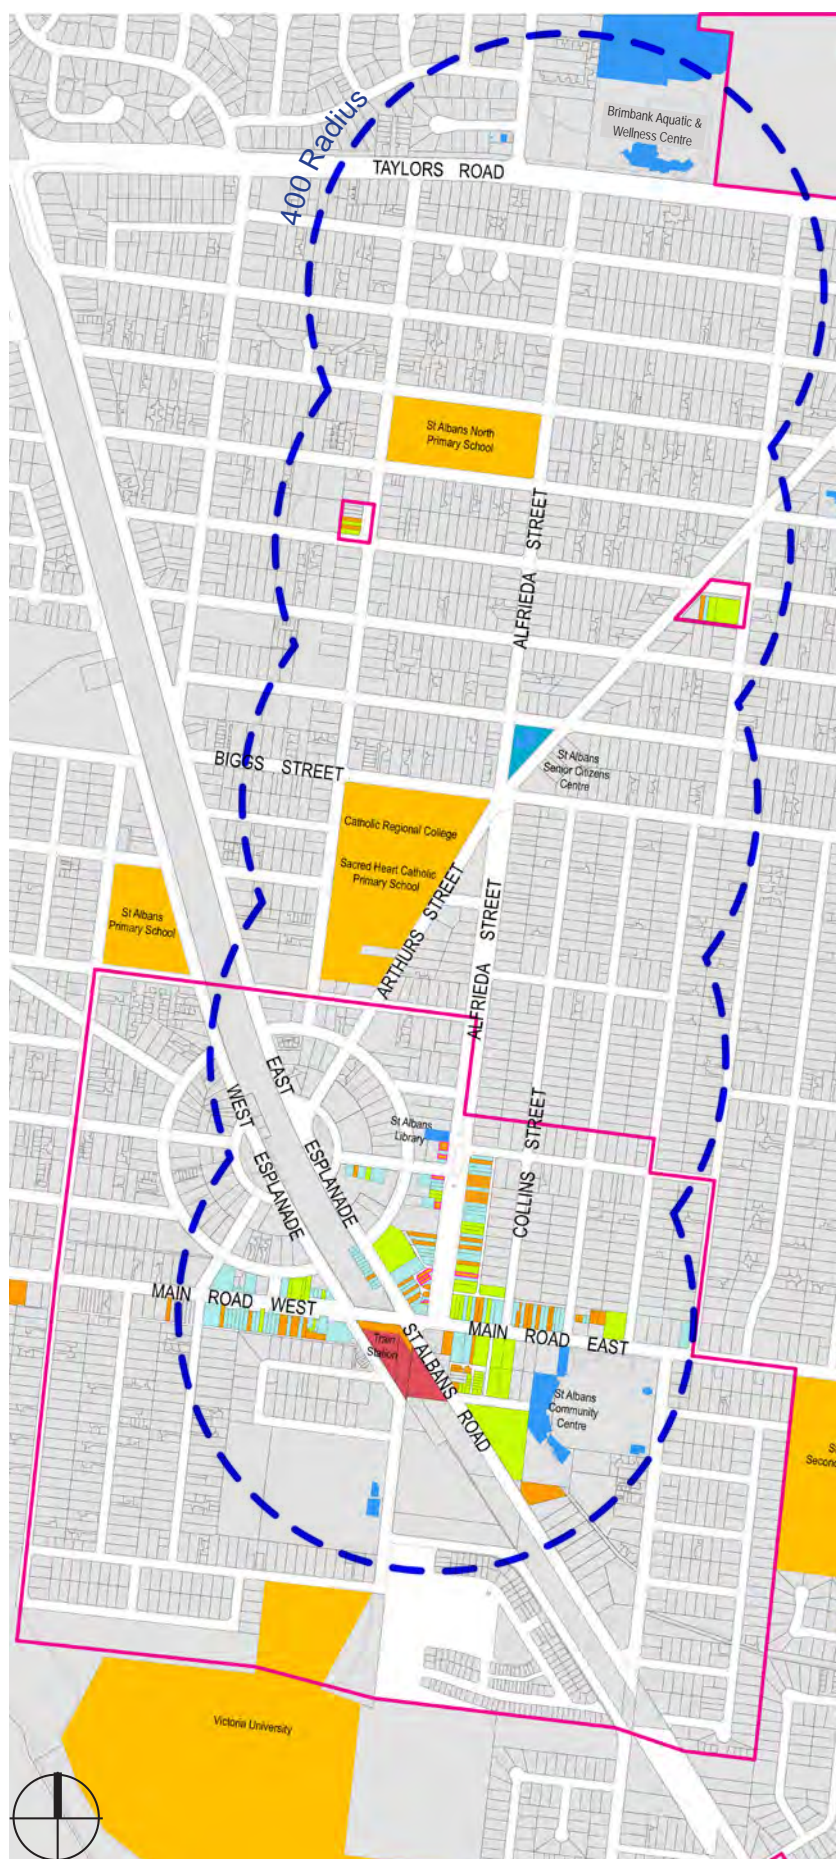 400 Radius
Brimbank Aquatic &
Wellness Centre
TAYLORS ROAD
St Albans North
Primary School
ALFRIEDA STREET
St Albans
Senior Citizens
Centre
BIGGS STREET
Catholic Regional College
Sacred Heart Catholic
Primary School
St Albans
Primary School
ARTHURS STREET
ALFRIEDA STREET
EAST ESPLANADE
WEST ESPLANADE
St Albans
Library
COLLINS STREET
MAIN ROAD WEST
MAIN ROAD EAST
Train
Station
ST ALBANS ROAD
St Albans
Community
Centre
Victoria University